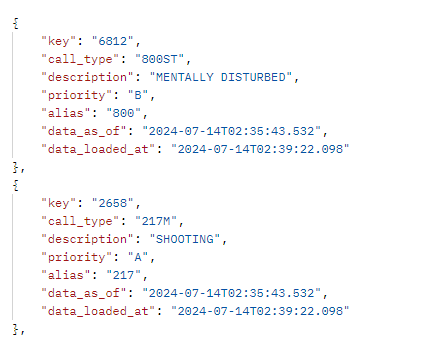 {
    "key": "6812",
    "call_type": "800ST",
    "description": "MENTALLY DISTURBED",
    "priority": "B",
    "alias": "800",
    "data_as_of": "2024-07-14T02:35:43.532",
    "data_loaded_at": "2024-07-14T02:39:22.098"
},
{
    "key": "2658",
    "call_type": "217M",
    "description": "SHOOTING",
    "priority": "A",
    "alias": "217",
    "data_as_of": "2024-07-14T02:35:43.532",
    "data_loaded_at": "2024-07-14T02:39:22.098"
},